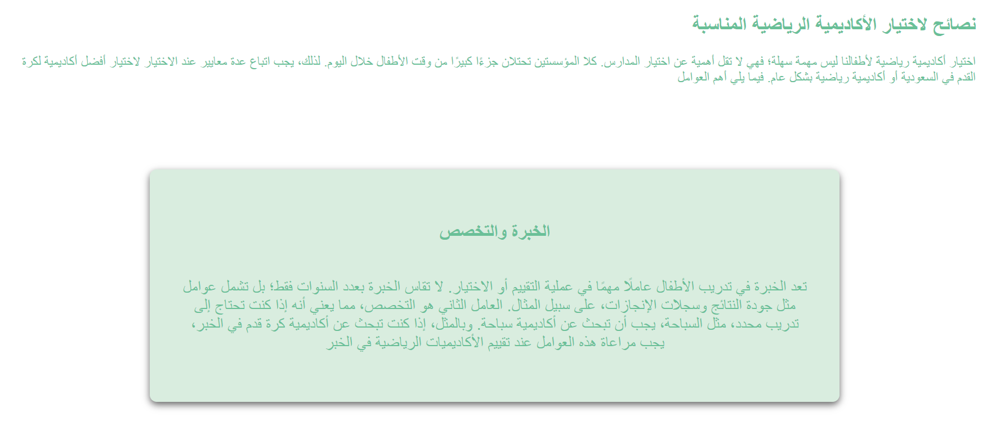 نصائح لاختيار الأكاديمية الرياضية المناسبة
اختيار أكاديمية رياضية لأطفالنا ليس مهمة سهلة؛ فهي لا تقل أهمية عن اختيار المدارس. كلا المؤسستين تحتلان جزءًا كبيرًا من وقت الأطفال خلال اليوم. لذلك، يجب اتباع عدة معايير عند الاختيار لاختيار أفضل أكاديمية لكرة
القدم في السعودية أو أكاديمية رياضية بشكل عام. فيما يلي أهم العوامل
الخبرة والتخصص
تعد الخبرة في تدريب الأطفال عاملًا مهمًا في عملية التقييم أو الاختيار. لا تقاس الخبرة بعدد السنوات فقط؛ بل تشمل عوامل
مثل جودة النتائج وسجلات الإنجازات، على سبيل المثال. العامل الثاني هو التخصص، مما يعني أنه إذا كنت تحتاج إلى
تدريب محدد، مثل السباحة، يجب أن تبحث عن أكاديمية سباحة. وبالمثل، إذا كنت تبحث عن أكاديمية كرة قدم في الخبر،
يجب مراعاة هذه العوامل عند تقييم الأكاديميات الرياضية في الخبر